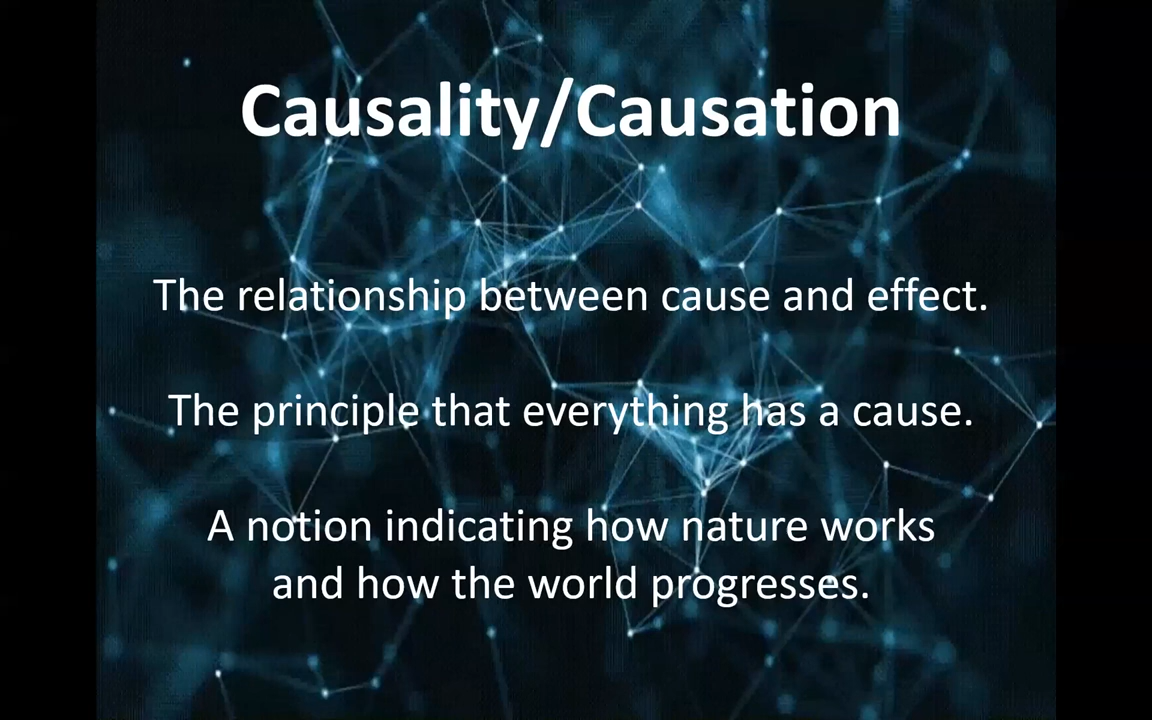 Causality/Causation
The relationship between cause and effect.
The principle that everything has a cause.
A notion indicating how nature works
and how the world progresses.